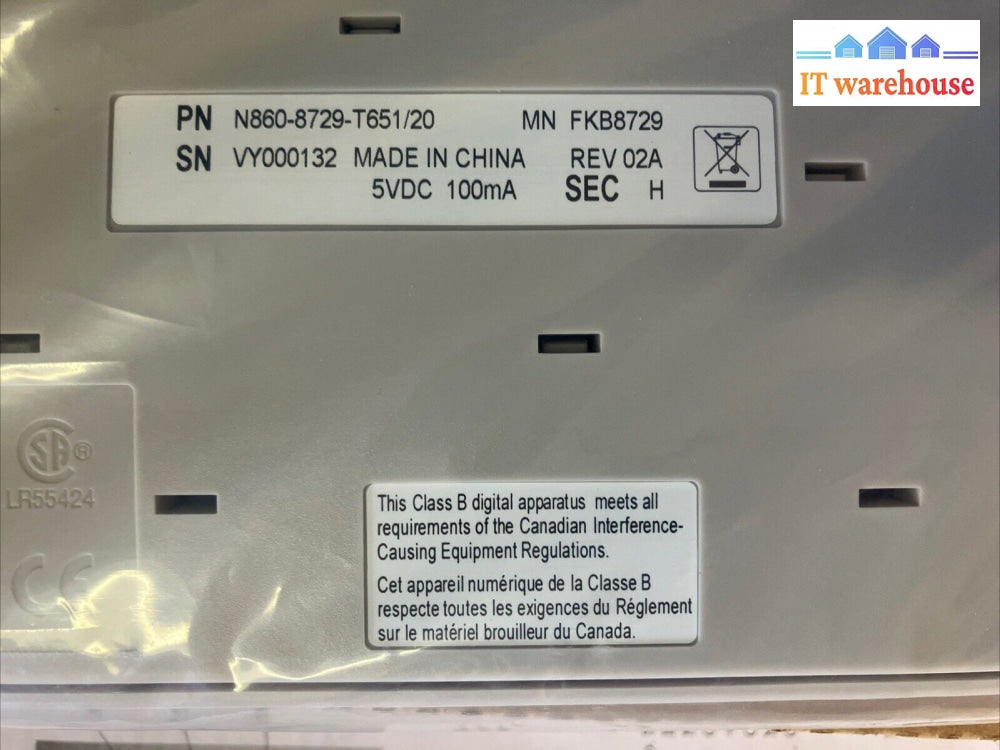 IT warehouse
PN N860-8729-T651/20 MN FKB8729
SN VY000132 MADE IN CHINA REV 02A
5VDC 100mA SEC H
SA ®
LR55424
CE
This Class B digital apparatus meets all
requirements of the Canadian Interference-
Causing Equipment Regulations.
Cet appareil numérique de la Classe B
respecte toutes les exigences du Réglement
sur le matériel brouilleur du Canada.